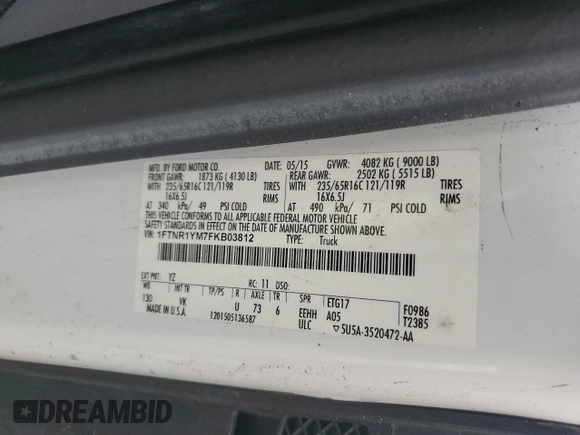 MFD. BY FORD MOTOR CO.
DATE: 05/15 GVWR: 4082 KG ( 9000 LB)
FRONT GAWR: 1873 KG ( 4130 LB) REAR GAWR: 2502 KG ( 5515 LB)
WITH 235/65R16C 121/119R TIRES WITH 235/65R16C 121/119R TIRES
16X6.5J RIMS 16X6.5J RIMS
AT 340 kPa/ 49 PSI COLD AT 490 kPa/ 71 PSI COLD
THIS VEHICLE CONFORMS TO ALL APPLICABLE FEDERAL MOTOR VEHICLE
SAFETY STANDARDS IN EFFECT ON THE DATE OF MANUFACTURE SHOWN ABOVE.
VIN: 1FTNR1YM7FKB03812 TYPE: Truck
EXT PNT: YZ RC: 11 DSO:
WB INT TR TP/PS R AXLE TR SPR ETG17 F0986
130 VK U 73 6 EEHH A05 T2385
MADE IN U.S.A. 1201505136587 ULC ▽5U5A-3520472-AA
DREAMBID